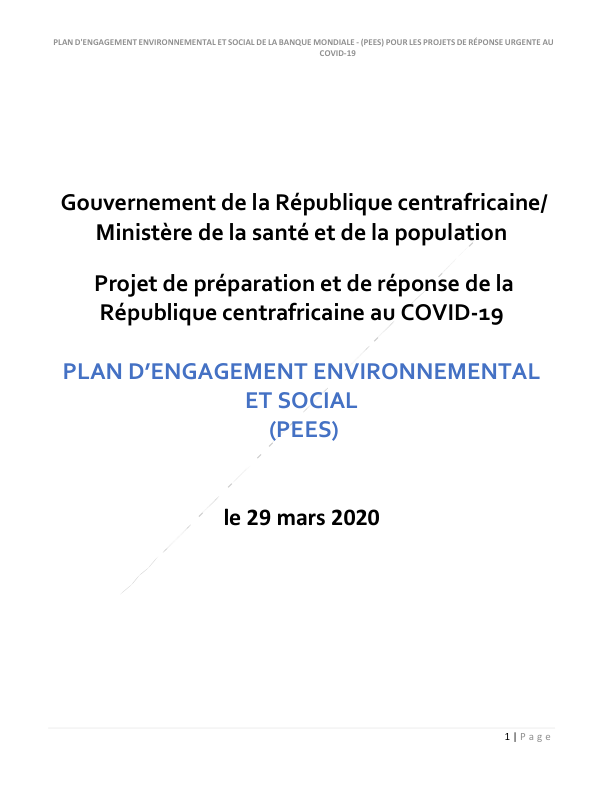 PLAN D'ENGAGEMENT ENVIRONNEMENTAL ET SOCIAL DE LA BANQUE MONDIALE - (PEES) POUR LES PROJETS DE RÉPONSE URGENTE AU
COVID-19
Gouvernement de la République centrafricaine/
Ministère de la santé et de la population
Projet de préparation et de réponse de la
République centrafricaine au COVID-19
PLAN D’ENGAGEMENT ENVIRONNEMENTAL
ET SOCIAL
(PEES)
le 29 mars 2020
1 | Page